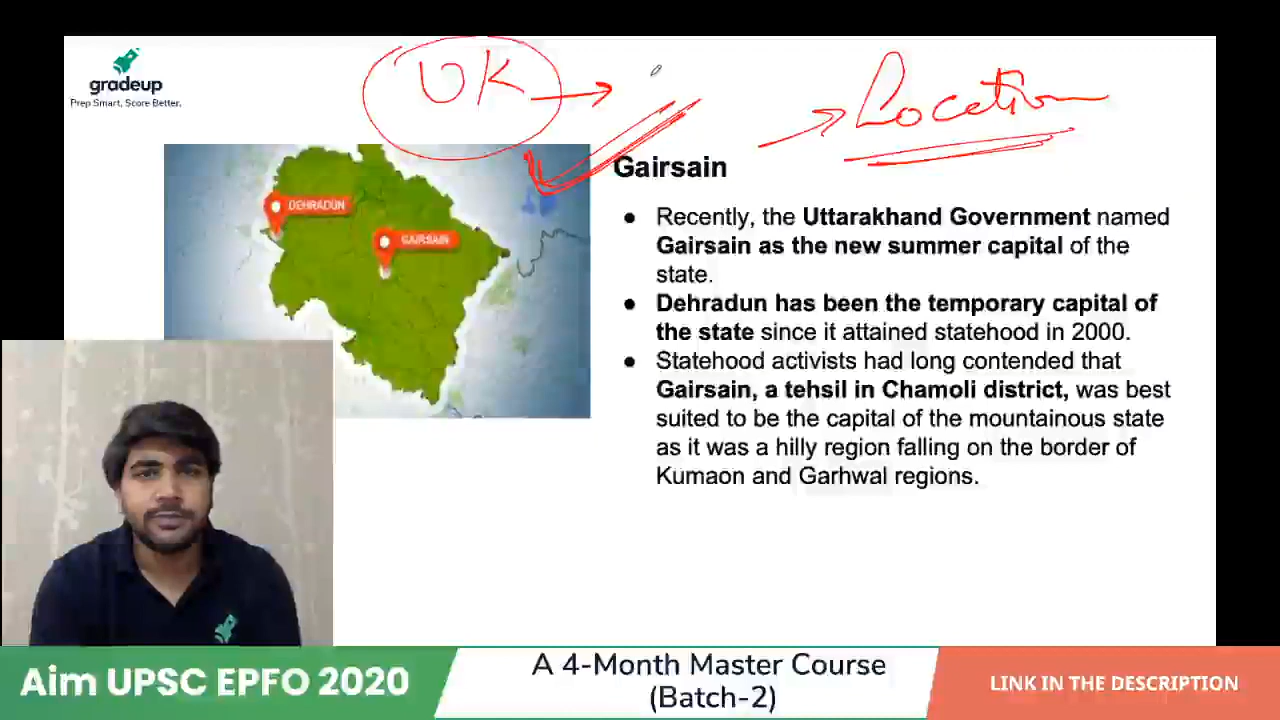 gradeup
Prep Smart, Score Better.
UK
Location
DEHRADUN
GAIRSAIN
Gairsain
● Recently, the Uttarakhand Government named
Gairsain as the new summer capital of the
state.
● Dehradun has been the temporary capital of
the state since it attained statehood in 2000.
● Statehood activists had long contended that
Gairsain, a tehsil in Chamoli district, was best
suited to be the capital of the mountainous state
as it was a hilly region falling on the border of
Kumaon and Garhwal regions.
Aim UPSC EPFO 2020
A 4-Month Master Course
(Batch-2)
LINK IN THE DESCRIPTION